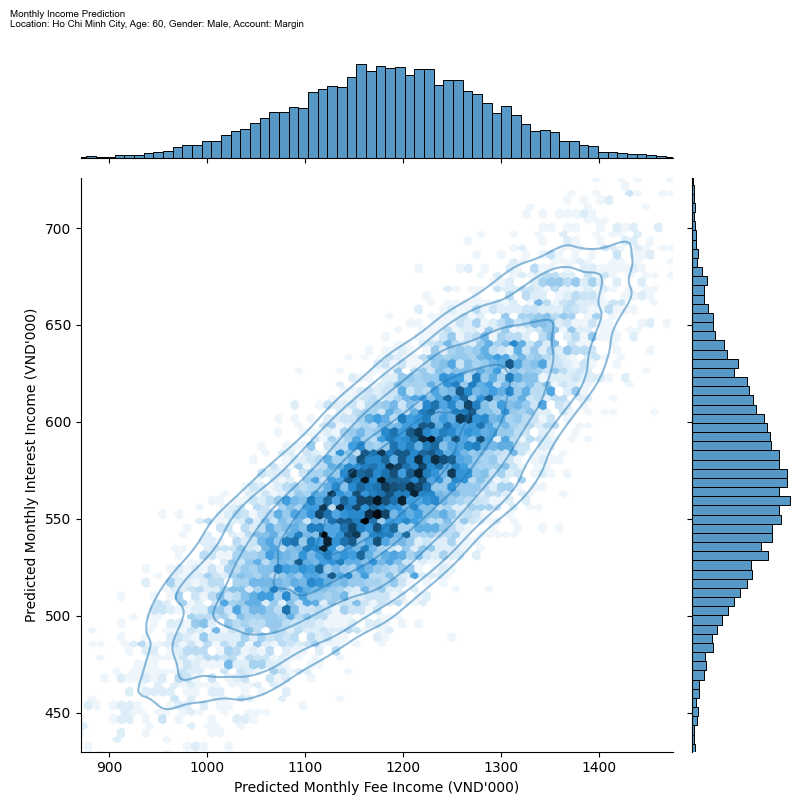 Monthly Income Prediction
Location: Ho Chi Minh City, Age: 60, Gender: Male, Account: Margin
700
650
600
550
500
450
Predicted Monthly Interest Income (VND'000)
900 1000 1100 1200 1300 1400
Predicted Monthly Fee Income (VND'000)